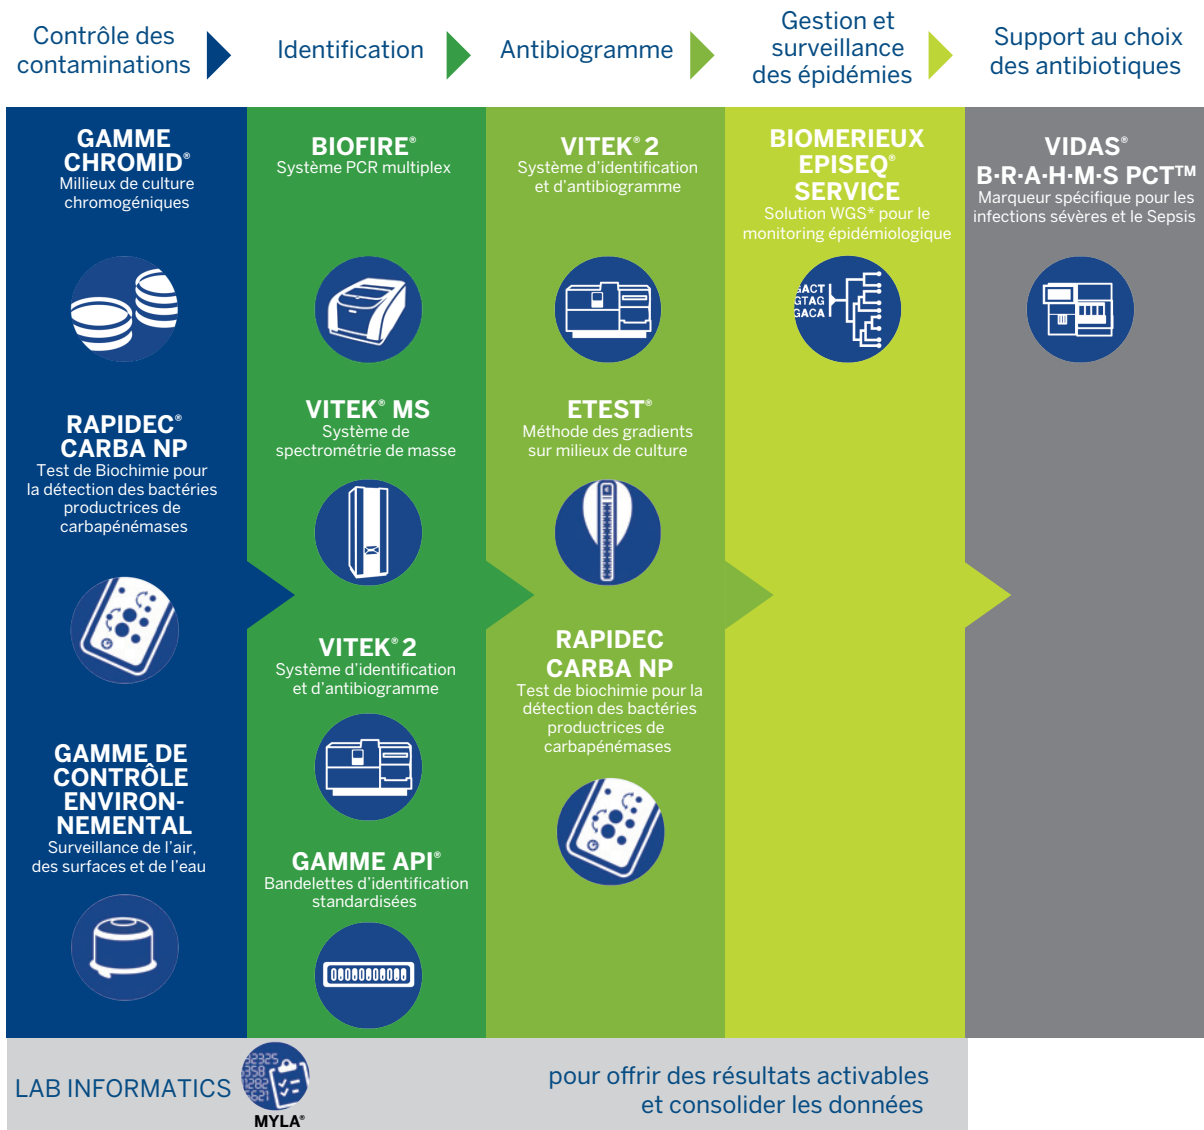 Contrôle des
contaminations
Identification
Antibiogramme
Gestion et
surveillance
des épidémies
Support au choix
des antibiotiques
GAMME
CHROMID®
Millieux de culture
chromogéniques
RAPIDEC®
CARBA NP
Test de Biochimie pour
la détection des bactéries
productrices de
carbapénémases
GAMME DE
CONTRÔLE
ENVIRON-
NEMENTAL
Surveillance de l'air,
des surfaces et de l'eau
BIOFIRE®
Système PCR multiplex
VITEK® MS
Système de
spectrométrie de masse
VITEK® 2
Système d'identification
et d'antibiogramme
GAMME API®
Bandelettes d'identification
standardisées
VITEK® 2
Système d'identification
et d'antibiogramme
ETEST®
Méthode des gradients
sur milieux de culture
RAPIDEC
CARBA NP
Test de biochimie pour la
détection des bactéries
productrices de
carbapénémases
BIOMERIEUX
EPISEQ®
SERVICE
Solution WGS* pour le
monitoring épidémiologique
GACT
GTAG
GACA
VIDAS®
B·R·A·H·M·S PCT™
Marqueur spécifique pour les
infections sévères et le Sepsis
LAB INFORMATICS
MYLA®
pour offrir des résultats activables
et consolider les données